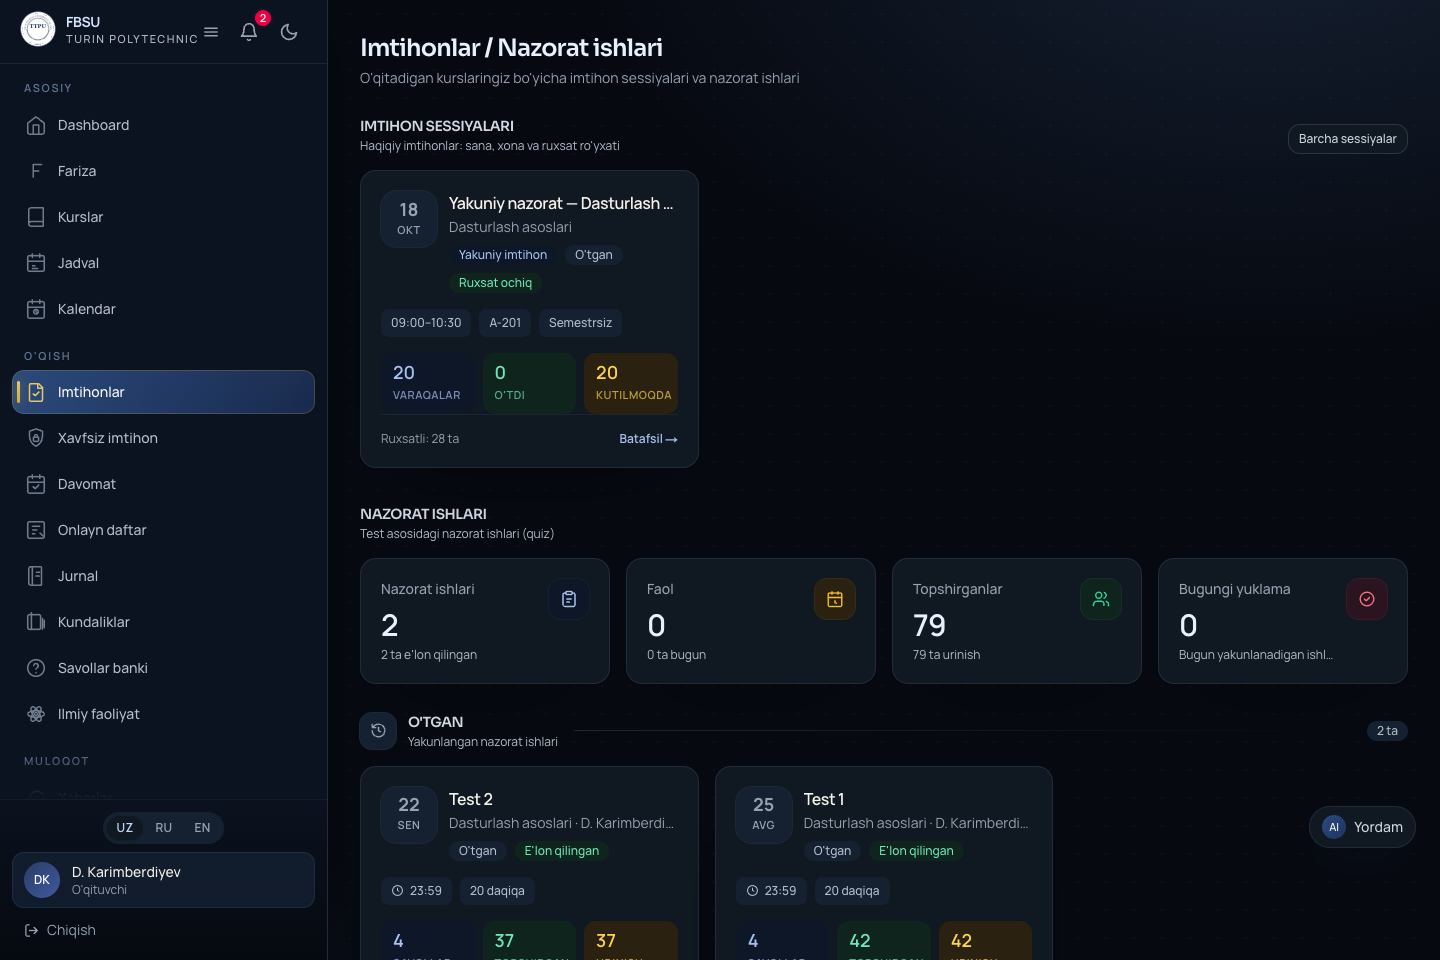 TTPU
FBSU
TURIN POLYTECHNIC
2
ASOSIY
Dashboard
F Fariza
Kurslar
Jadval
Kalendar
O'QISH
Imtihonlar
Xavfsiz imtihon
Davomat
Onlayn daftar
Jurnal
Kundaliklar
Savollar banki
Ilmiy faoliyat
MULOQOT
UZ RU EN
DK
D. Karimberdiyev
O'qituvchi
Chiqish
Imtihonlar / Nazorat ishlari
O'qitadigan kurslaringiz bo'yicha imtihon sessiyalari va nazorat ishlari
IMTIHON SESSIYALARI
Haqiqiy imtihonlar: sana, xona va ruxsat ro'yxati
Barcha sessiyalar
18 OKT
Yakuniy nazorat — Dasturlash ...
Dasturlash asoslari
Yakuniy imtihon O'tgan
Ruxsat ochiq
09:00–10:30 A-201 Semestrsiz
20 0 20
VARAQALAR O'TDI KUTILMOQDA
Ruxsatli: 28 ta Batafsil →
NAZORAT ISHLARI
Test asosidagi nazorat ishlari (quiz)
Nazorat ishlari
2
2 ta e'lon qilingan
Faol
0
0 ta bugun
Topshirganlar
79
79 ta urinish
Bugungi yuklama
0
Bugun yakunlanadigan ishl...
O'TGAN
Yakunlangan nazorat ishlari
2 ta
22 SEN
Test 2
Dasturlash asoslari · D. Karimberdi...
O'tgan E'lon qilingan
23:59 20 daqiqa
4 37 37
25 AVG
Test 1
Dasturlash asoslari · D. Karimberdi...
O'tgan E'lon qilingan
23:59 20 daqiqa
4 42 42
AI Yordam